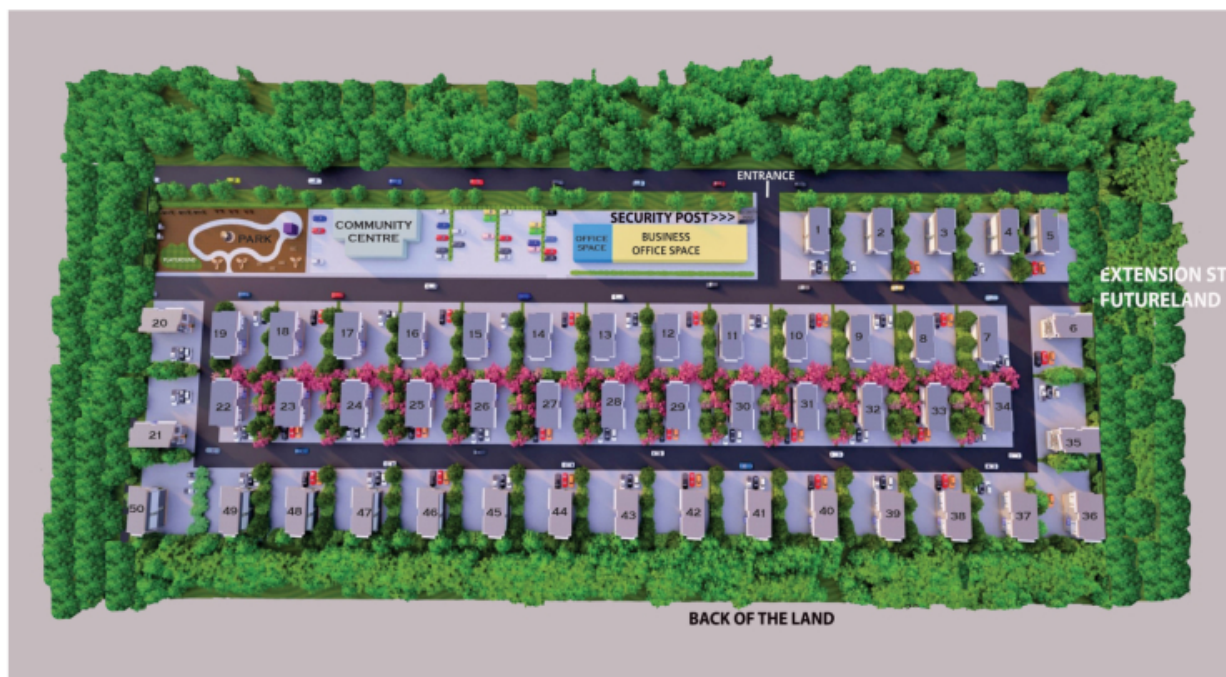 ENTRANCE
SECURITY POST>>>
COMMUNITY
CENTRE
PARK
OFFICE
SPACE
BUSINESS
OFFICE SPACE
1 2 3 4 5
EXTENSION ST
FUTURELAND
20 19 18 17 16 15 14 13 12 11 10 9 8 7 6
22 23 24 25 26 27 28 29 30 31 32 33 34
21 35
50 49 48 47 46 45 44 43 42 41 40 39 38 37 36
BACK OF THE LAND